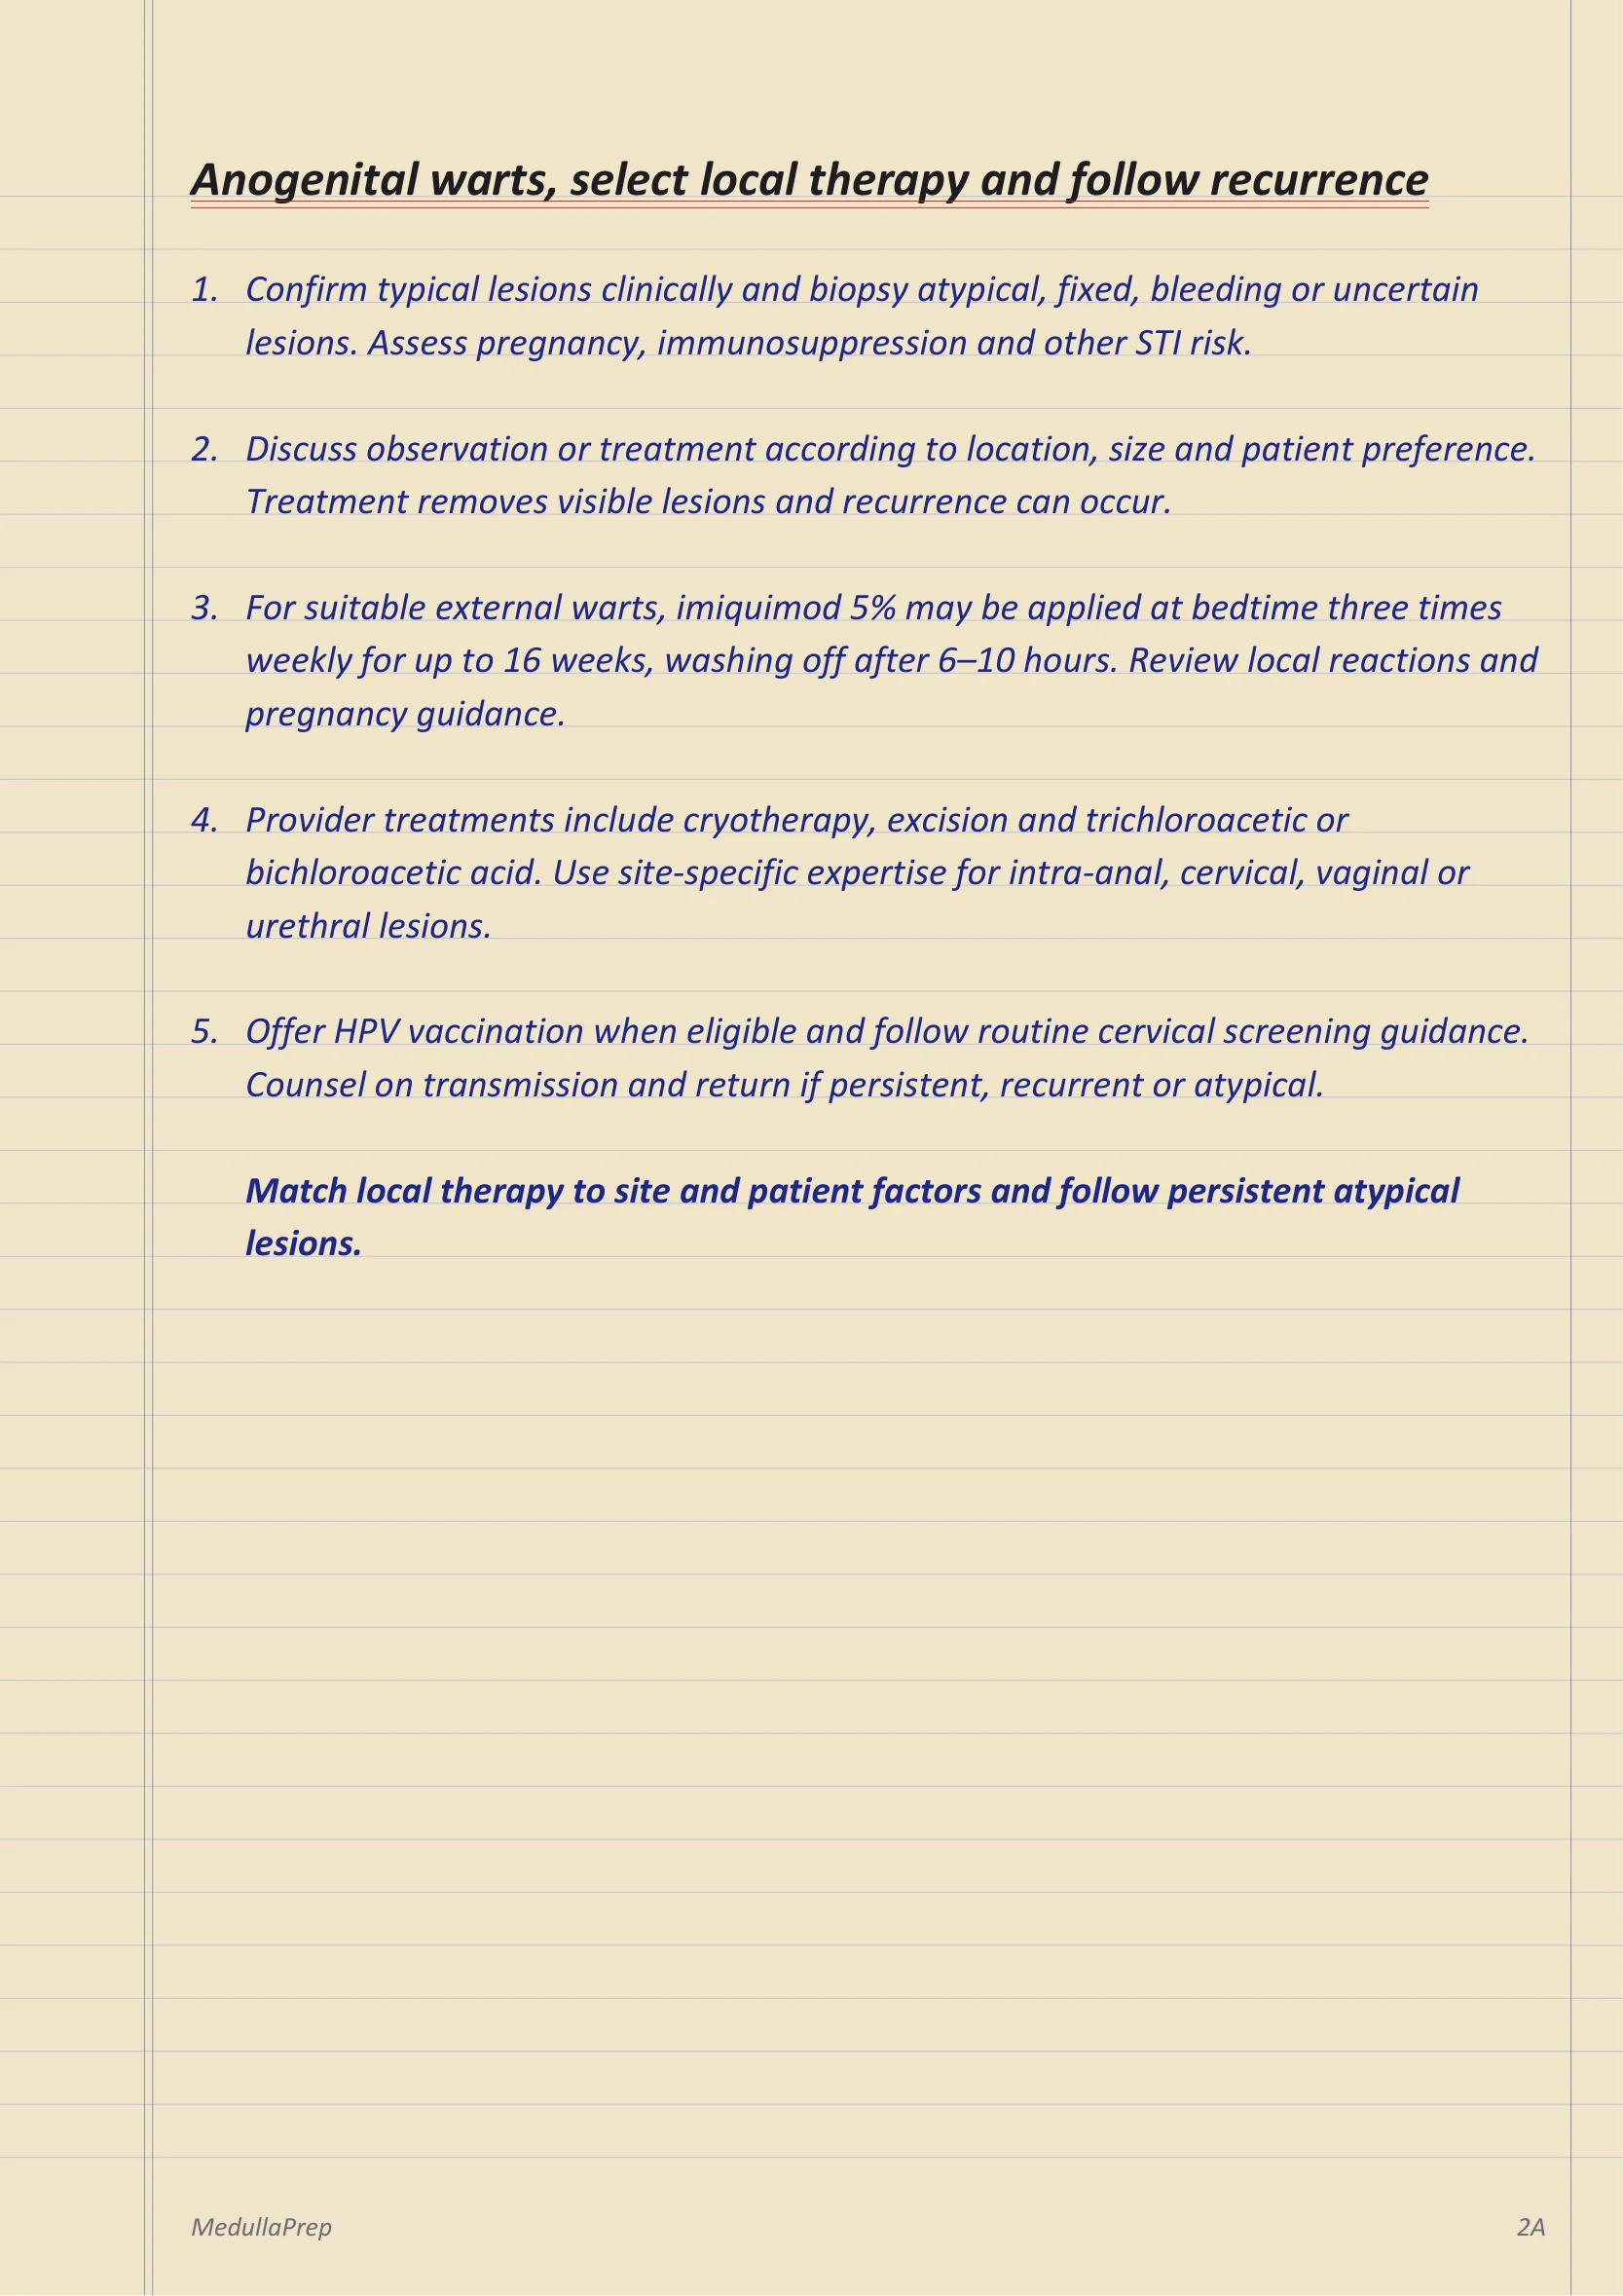 Anogenital warts, select local therapy and follow recurrence
1. Confirm typical lesions clinically and biopsy atypical, fixed, bleeding or uncertain
lesions. Assess pregnancy, immunosuppression and other STI risk.
2. Discuss observation or treatment according to location, size and patient preference.
Treatment removes visible lesions and recurrence can occur.
3. For suitable external warts, imiquimod 5% may be applied at bedtime three times
weekly for up to 16 weeks, washing off after 6–10 hours. Review local reactions and
pregnancy guidance.
4. Provider treatments include cryotherapy, excision and trichloroacetic or
bichloroacetic acid. Use site-specific expertise for intra-anal, cervical, vaginal or
urethral lesions.
5. Offer HPV vaccination when eligible and follow routine cervical screening guidance.
Counsel on transmission and return if persistent, recurrent or atypical.
Match local therapy to site and patient factors and follow persistent atypical
lesions.
MedullaPrep
2A